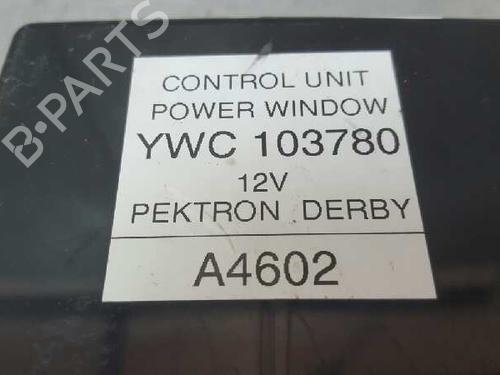 CONTROL UNIT
POWER WINDOW
YWC 103780
12V
PEKTRON DERBY
A4602
B-PARTS